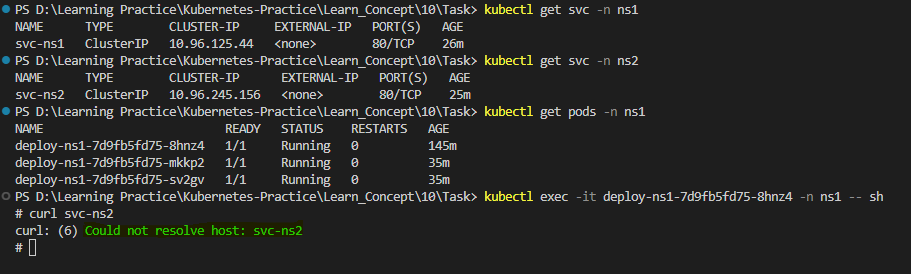 PS D:\Learning Practice\Kubernetes-Practice\Learn_Concept\10\Task> kubectl get svc -n ns1
NAME TYPE CLUSTER-IP EXTERNAL-IP PORT(S) AGE
svc-ns1 ClusterIP 10.96.125.44 <none> 80/TCP 26m
PS D:\Learning Practice\Kubernetes-Practice\Learn_Concept\10\Task> kubectl get svc -n ns2
NAME TYPE CLUSTER-IP EXTERNAL-IP PORT(S) AGE
svc-ns2 ClusterIP 10.96.245.156 <none> 80/TCP 25m
PS D:\Learning Practice\Kubernetes-Practice\Learn_Concept\10\Task> kubectl get pods -n ns1
NAME READY STATUS RESTARTS AGE
deploy-ns1-7d9fb5fd75-8hnz4 1/1 Running 0 145m
deploy-ns1-7d9fb5fd75-mkkp2 1/1 Running 0 35m
deploy-ns1-7d9fb5fd75-sv2gv 1/1 Running 0 35m
PS D:\Learning Practice\Kubernetes-Practice\Learn_Concept\10\Task> kubectl exec -it deploy-ns1-7d9fb5fd75-8hnz4 -n ns1 -- sh
# curl svc-ns2
curl: (6) Could not resolve host: svc-ns2
#